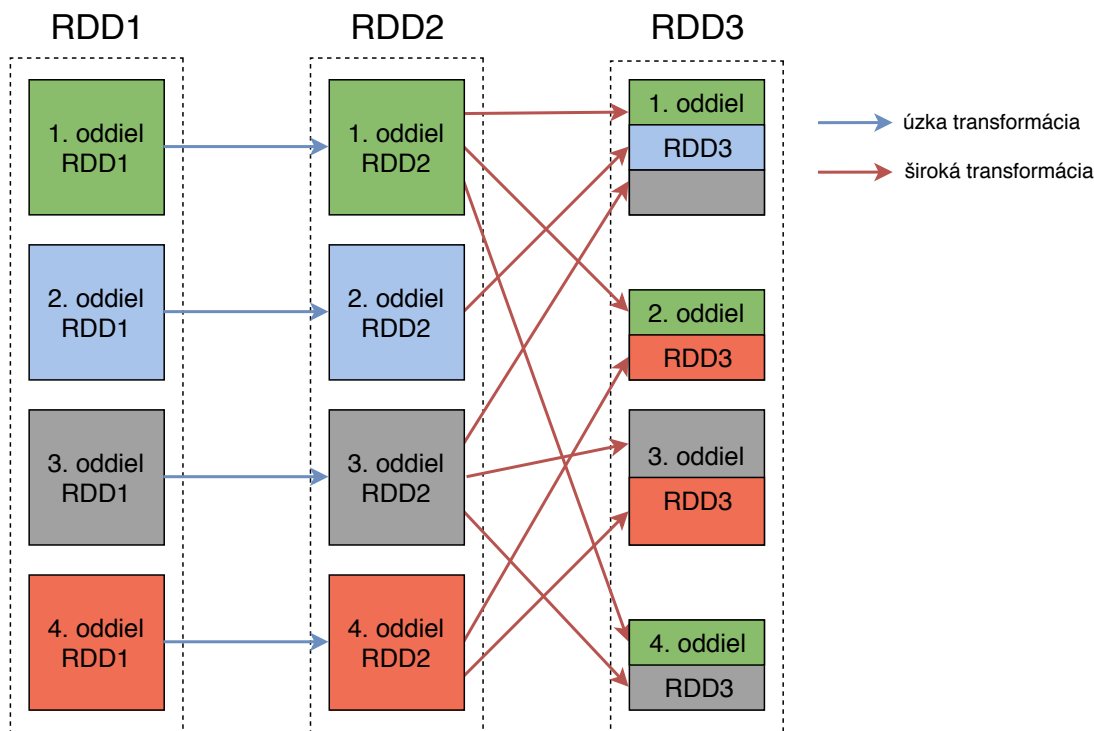 RDD1
RDD2
RDD3
1. oddiel
RDD1
1. oddiel
RDD2
1. oddiel
RDD3
2. oddiel
RDD1
2. oddiel
RDD2
2. oddiel
RDD3
3. oddiel
RDD1
3. oddiel
RDD2
3. oddiel
RDD3
4. oddiel
RDD1
4. oddiel
RDD2
4. oddiel
RDD3
úzka transformácia
široká transformácia